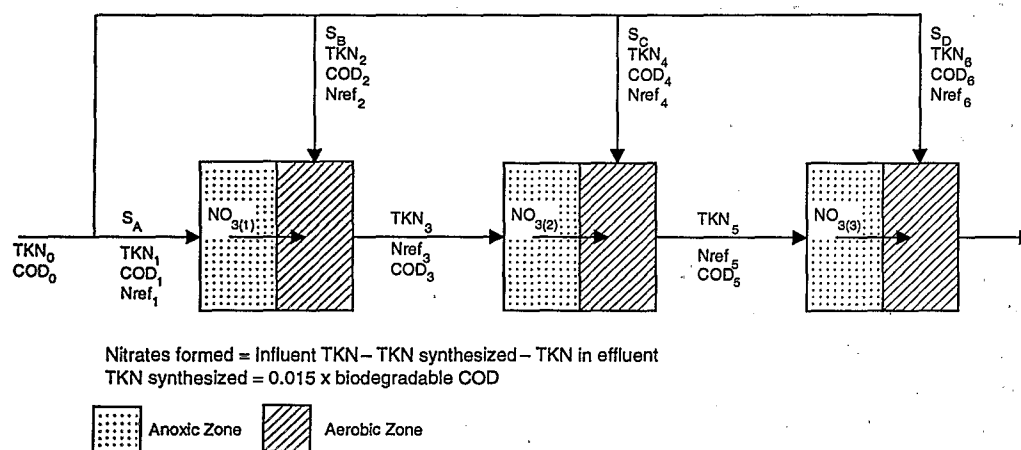 S_B
TKN_2
COD_2
Nref_2
S_C
TKN_4
COD_4
Nref_4
S_D
TKN_6
COD_6
Nref_6
S_A
TKN_0
COD_0
TKN_1
COD_1
Nref_1
NO_3(1)
TKN_3
Nref_3
COD_3
NO_3(2)
TKN_5
Nref_5
COD_5
NO_3(3)
Nitrates formed = Influent TKN – TKN synthesized – TKN in effluent
TKN synthesized = 0.015 x biodegradable COD
Anoxic Zone
Aerobic Zone